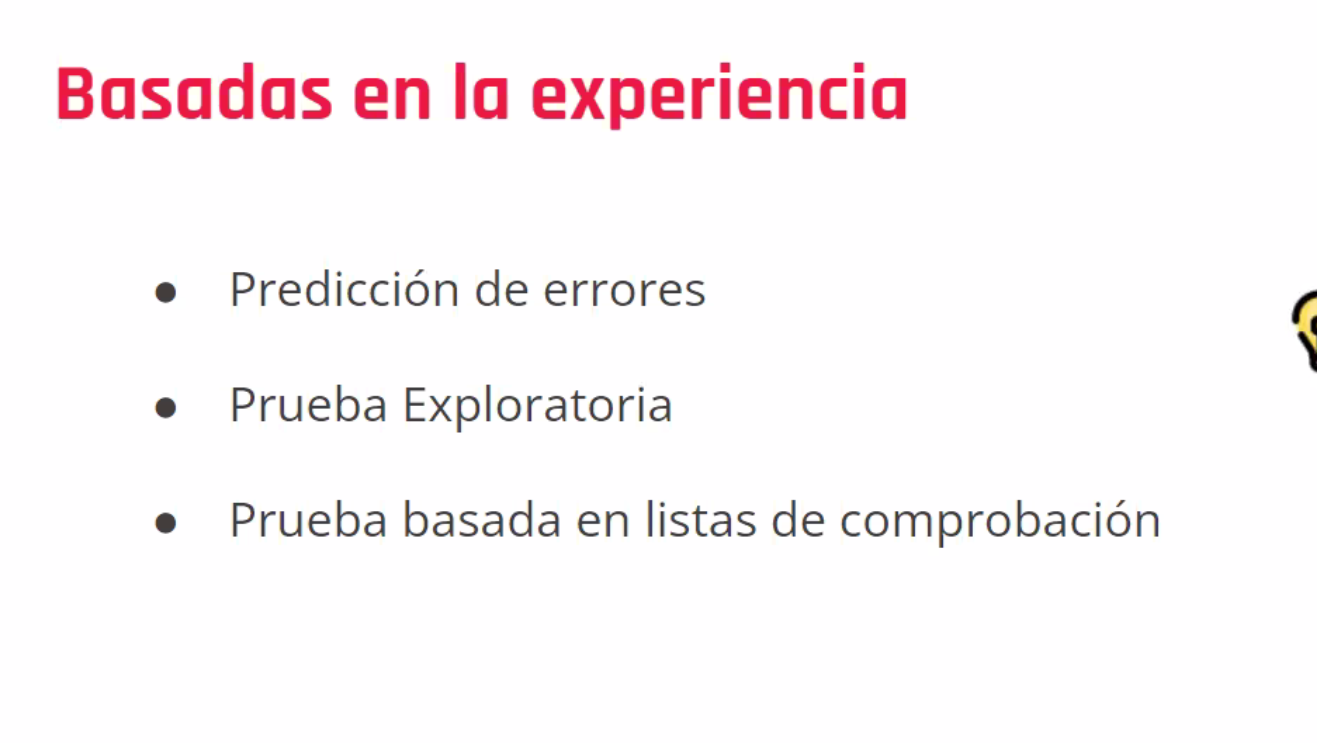 Basadas en la experiencia
● Predicción de errores
● Prueba Exploratoria
● Prueba basada en listas de comprobación